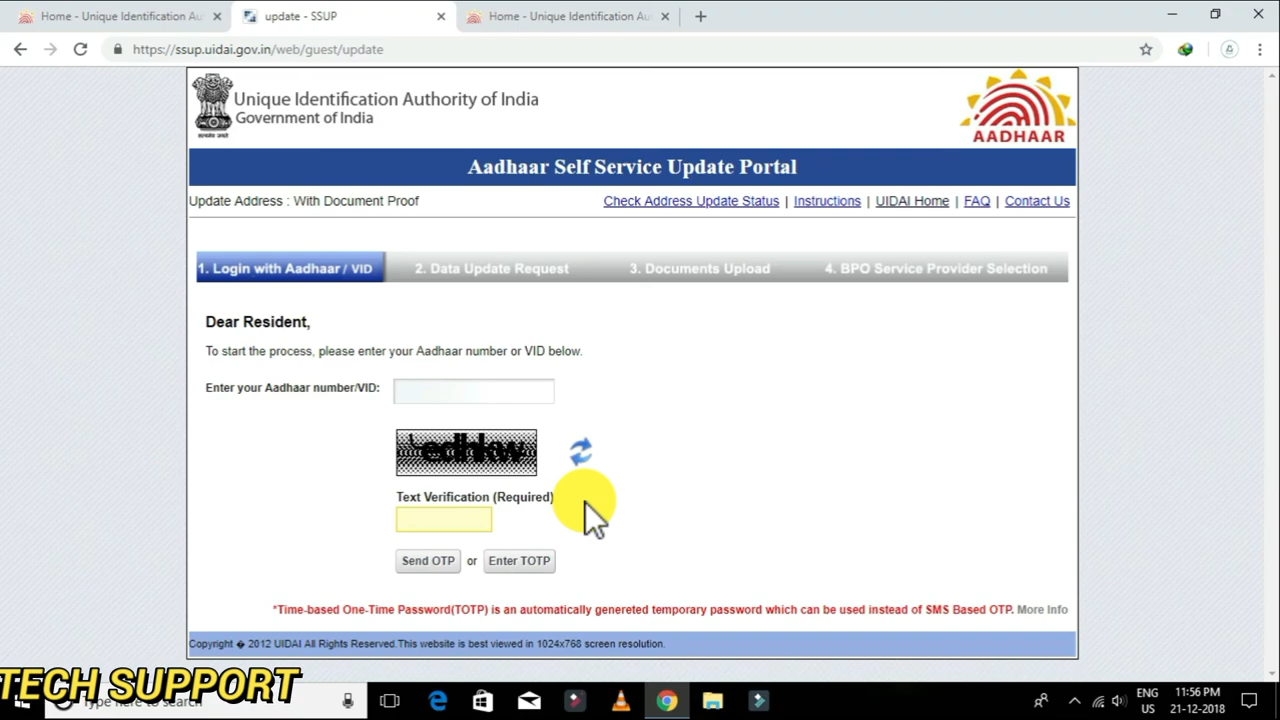 Home - Unique Identification Au
update - SSUP
Home - Unique Identification Au
https://ssup.uidai.gov.in/web/guest/update
Unique Identification Authority of India
Government of India
AADHAAR
Aadhaar Self Service Update Portal
Update Address : With Document Proof
Check Address Update Status | Instructions | UIDAI Home | FAQ | Contact Us
1. Login with Aadhaar / VID
2. Data Update Request
3. Documents Upload
4. BPO Service Provider Selection
Dear Resident,
To start the process, please enter your Aadhaar number or VID below.
Enter your Aadhaar number/VID:
Text Verification (Required)
Send OTP or Enter TOTP
*Time-based One-Time Password(TOTP) is an automatically genereted temporary password which can be used instead of SMS Based OTP. More Info
Copyright � 2012 UIDAI All Rights Reserved.This website is best viewed in 1024x768 screen resolution.
TECH SUPPORT
Type here to search
ENG
US
11:56 PM
21-12-2018